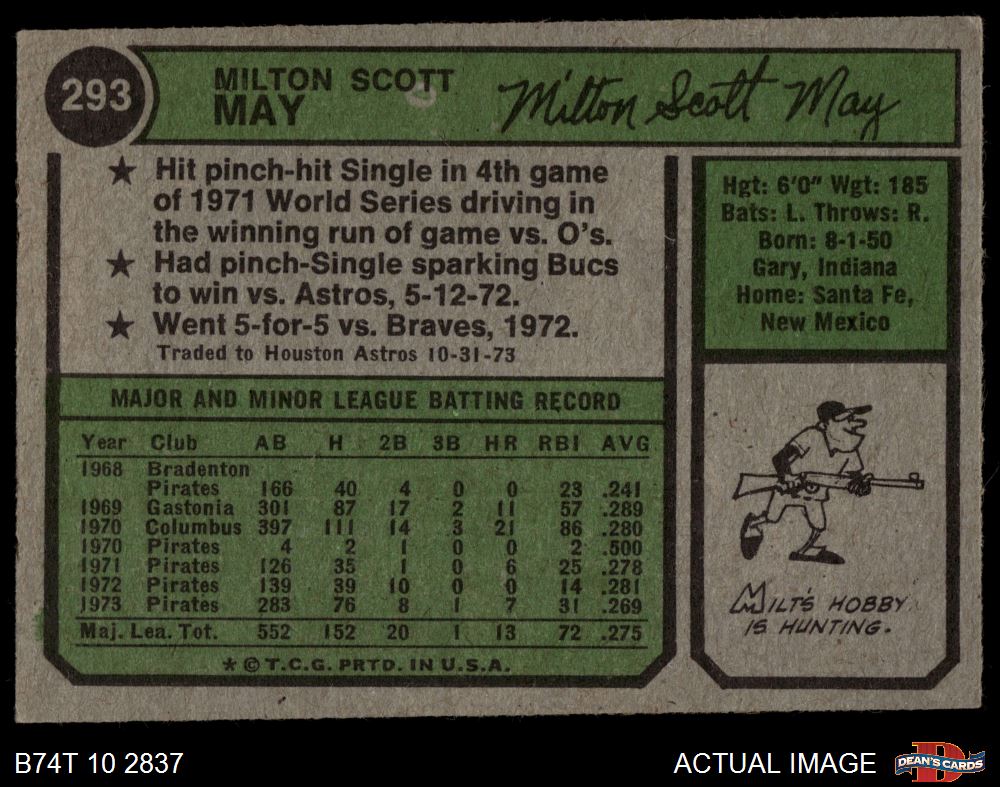 293
MILTON SCOTT
MAY
Milton Scott May
★ Hit pinch-hit Single in 4th game
of 1971 World Series driving in
the winning run of game vs. O's.
★ Had pinch-Single sparking Bucs
to win vs. Astros, 5-12-72.
★ Went 5-for-5 vs. Braves, 1972.
Traded to Houston Astros 10-31-73
Hgt: 6'0" Wgt: 185
Bats: L. Throws: R.
Born: 8-1-50
Gary, Indiana
Home: Santa Fe,
New Mexico
MAJOR AND MINOR LEAGUE BATTING RECORD
Year Club AB H 2B 3B HR RBI AVG
1968 Bradenton
Pirates 166 40 4 0 0 23 .241
1969 Gastonia 301 87 17 2 11 57 .289
1970 Columbus 397 111 14 3 21 86 .280
1970 Pirates 4 2 1 0 0 2 .500
1971 Pirates 126 35 1 0 6 25 .278
1972 Pirates 139 39 10 0 0 14 .281
1973 Pirates 283 76 8 1 7 31 .269
Maj. Lea. Tot. 552 152 20 1 13 72 .275
★ © T.C.G. PRTD. IN U.S.A.
MILT'S HOBBY
IS HUNTING.
B74T 10 2837
ACTUAL IMAGE
DEAN'S CARDS